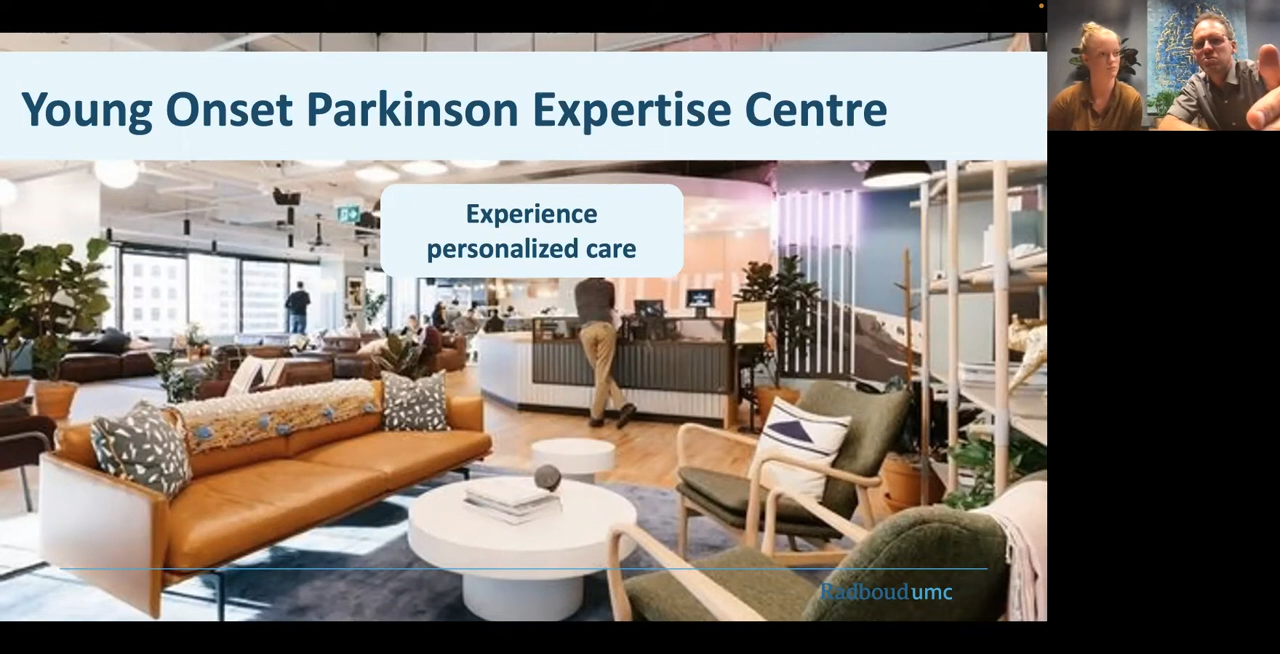 Young Onset Parkinson Expertise Centre
Experience
personalized care
Radboudumc